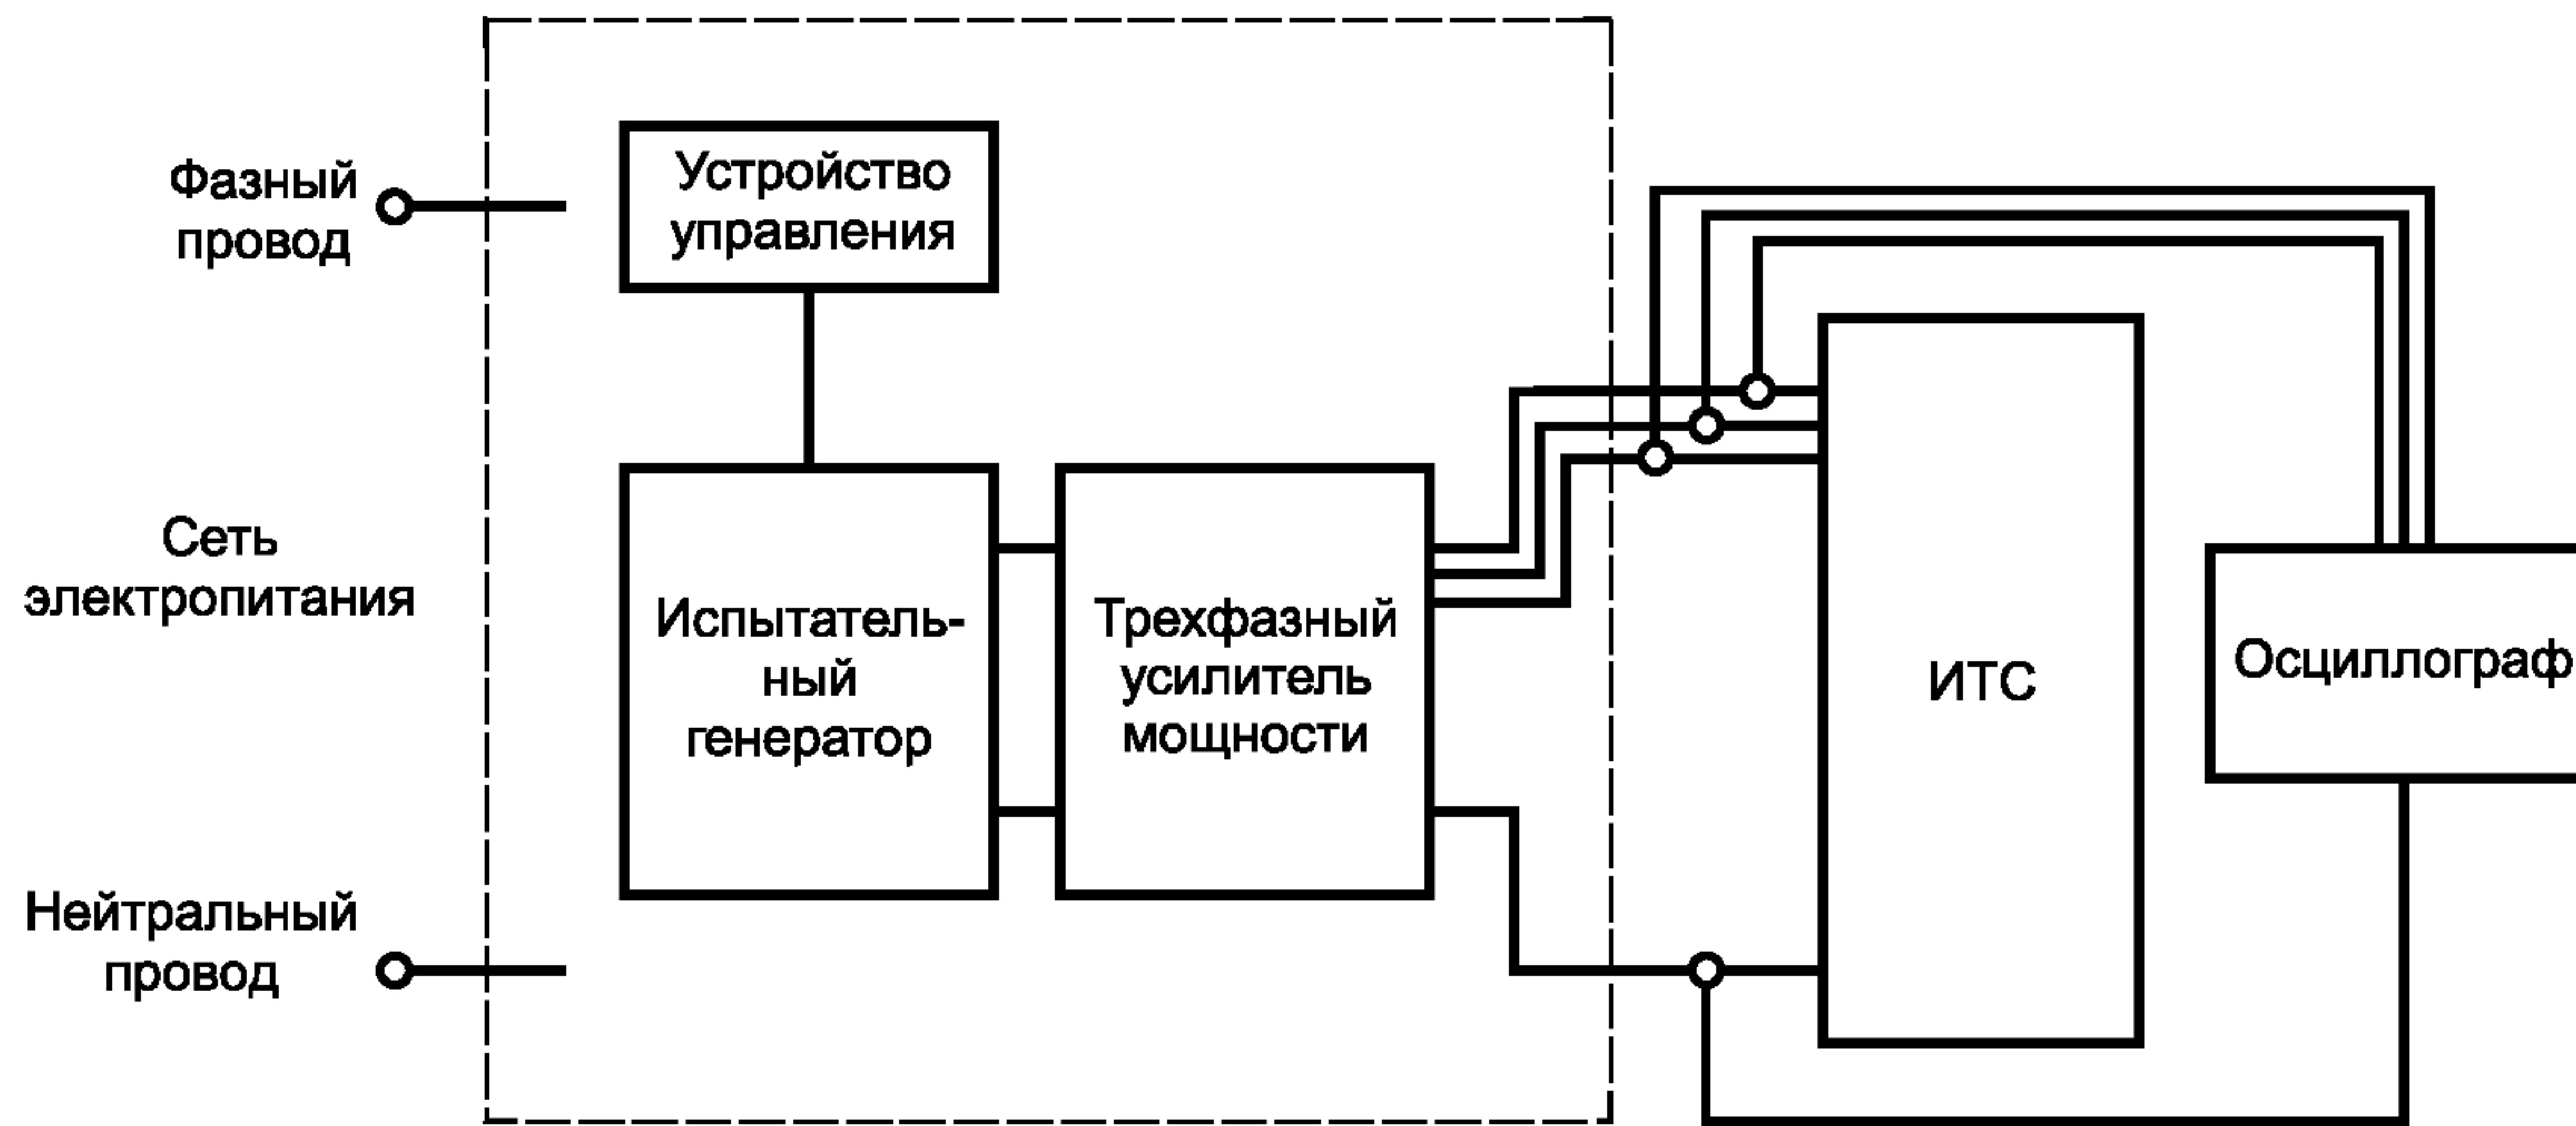 Фазный
провод
Устройство
управления
Сеть
электропитания
Испытатель-
ный
генератор
Трехфазный
усилитель
мощности
ИТС
Осциллограф
Нейтральный
провод